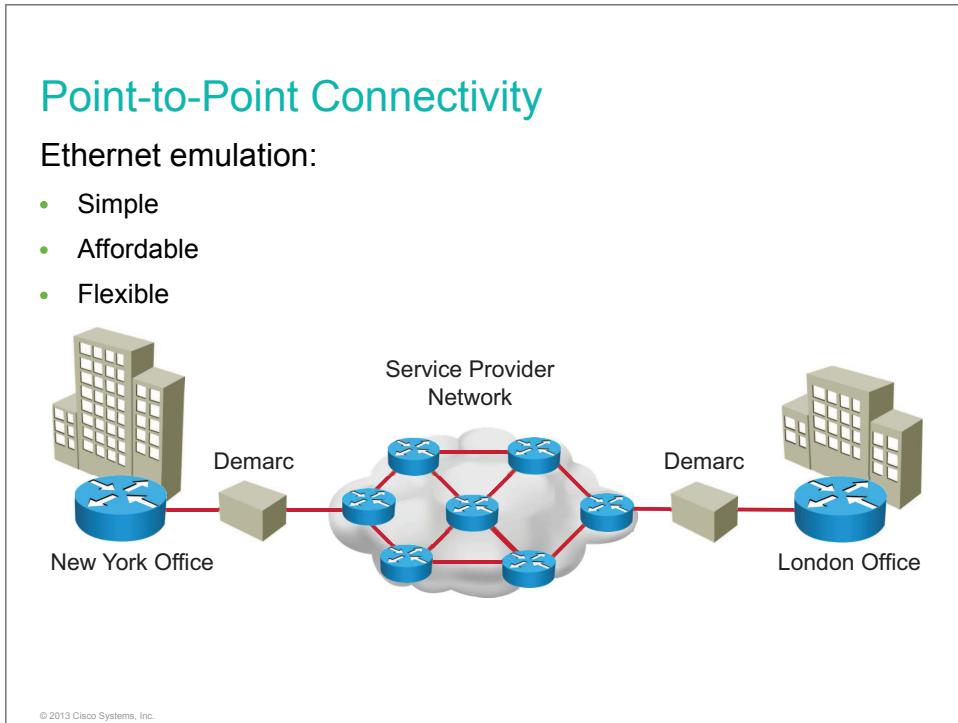 Point-to-Point Connectivity
Ethernet emulation:
• Simple
• Affordable
• Flexible
Service Provider
Network
Demarc
Demarc
New York Office
London Office
© 2013 Cisco Systems, Inc.